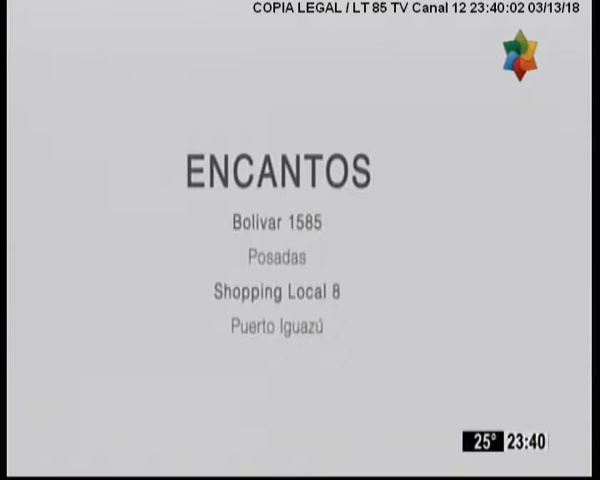 COPIA LEGAL / LT 85 TV Canal 12 23:40:02 03/13/18
ENCANTOS
Bolivar 1585
Posadas
Shopping Local 8
Puerto Iguazú
25° 23:40